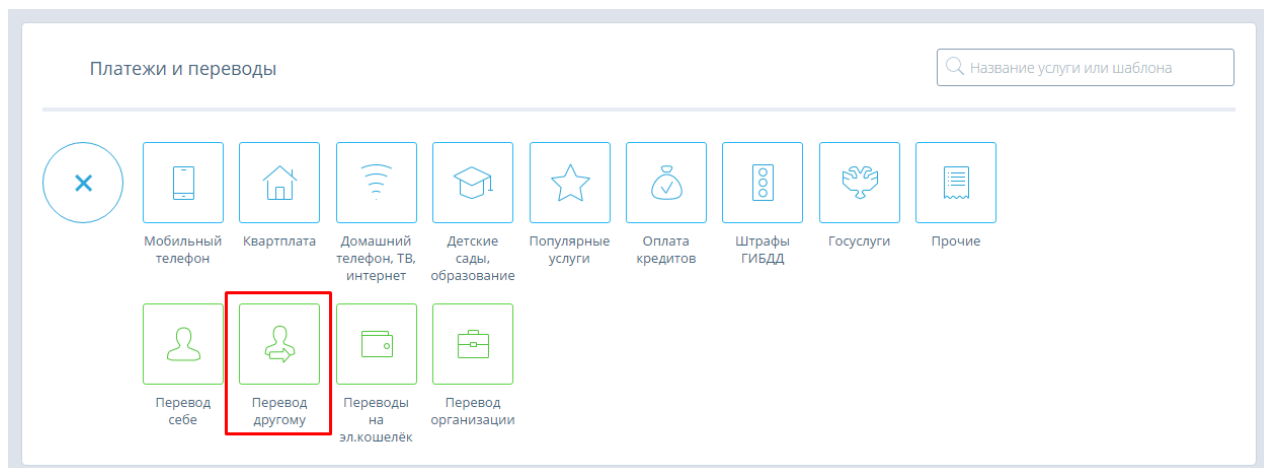 Платежи и переводы
Название услуги или шаблона
Мобильный
телефон
Квартплата
Домашний
телефон, ТВ,
интернет
Детские
сады,
образование
Популярные
услуги
Оплата
кредитов
Штрафы
ГИБДД
Госуслуги
Прочие
Перевод
себе
Перевод
другому
Переводы
на
эл.кошелёк
Перевод
организации